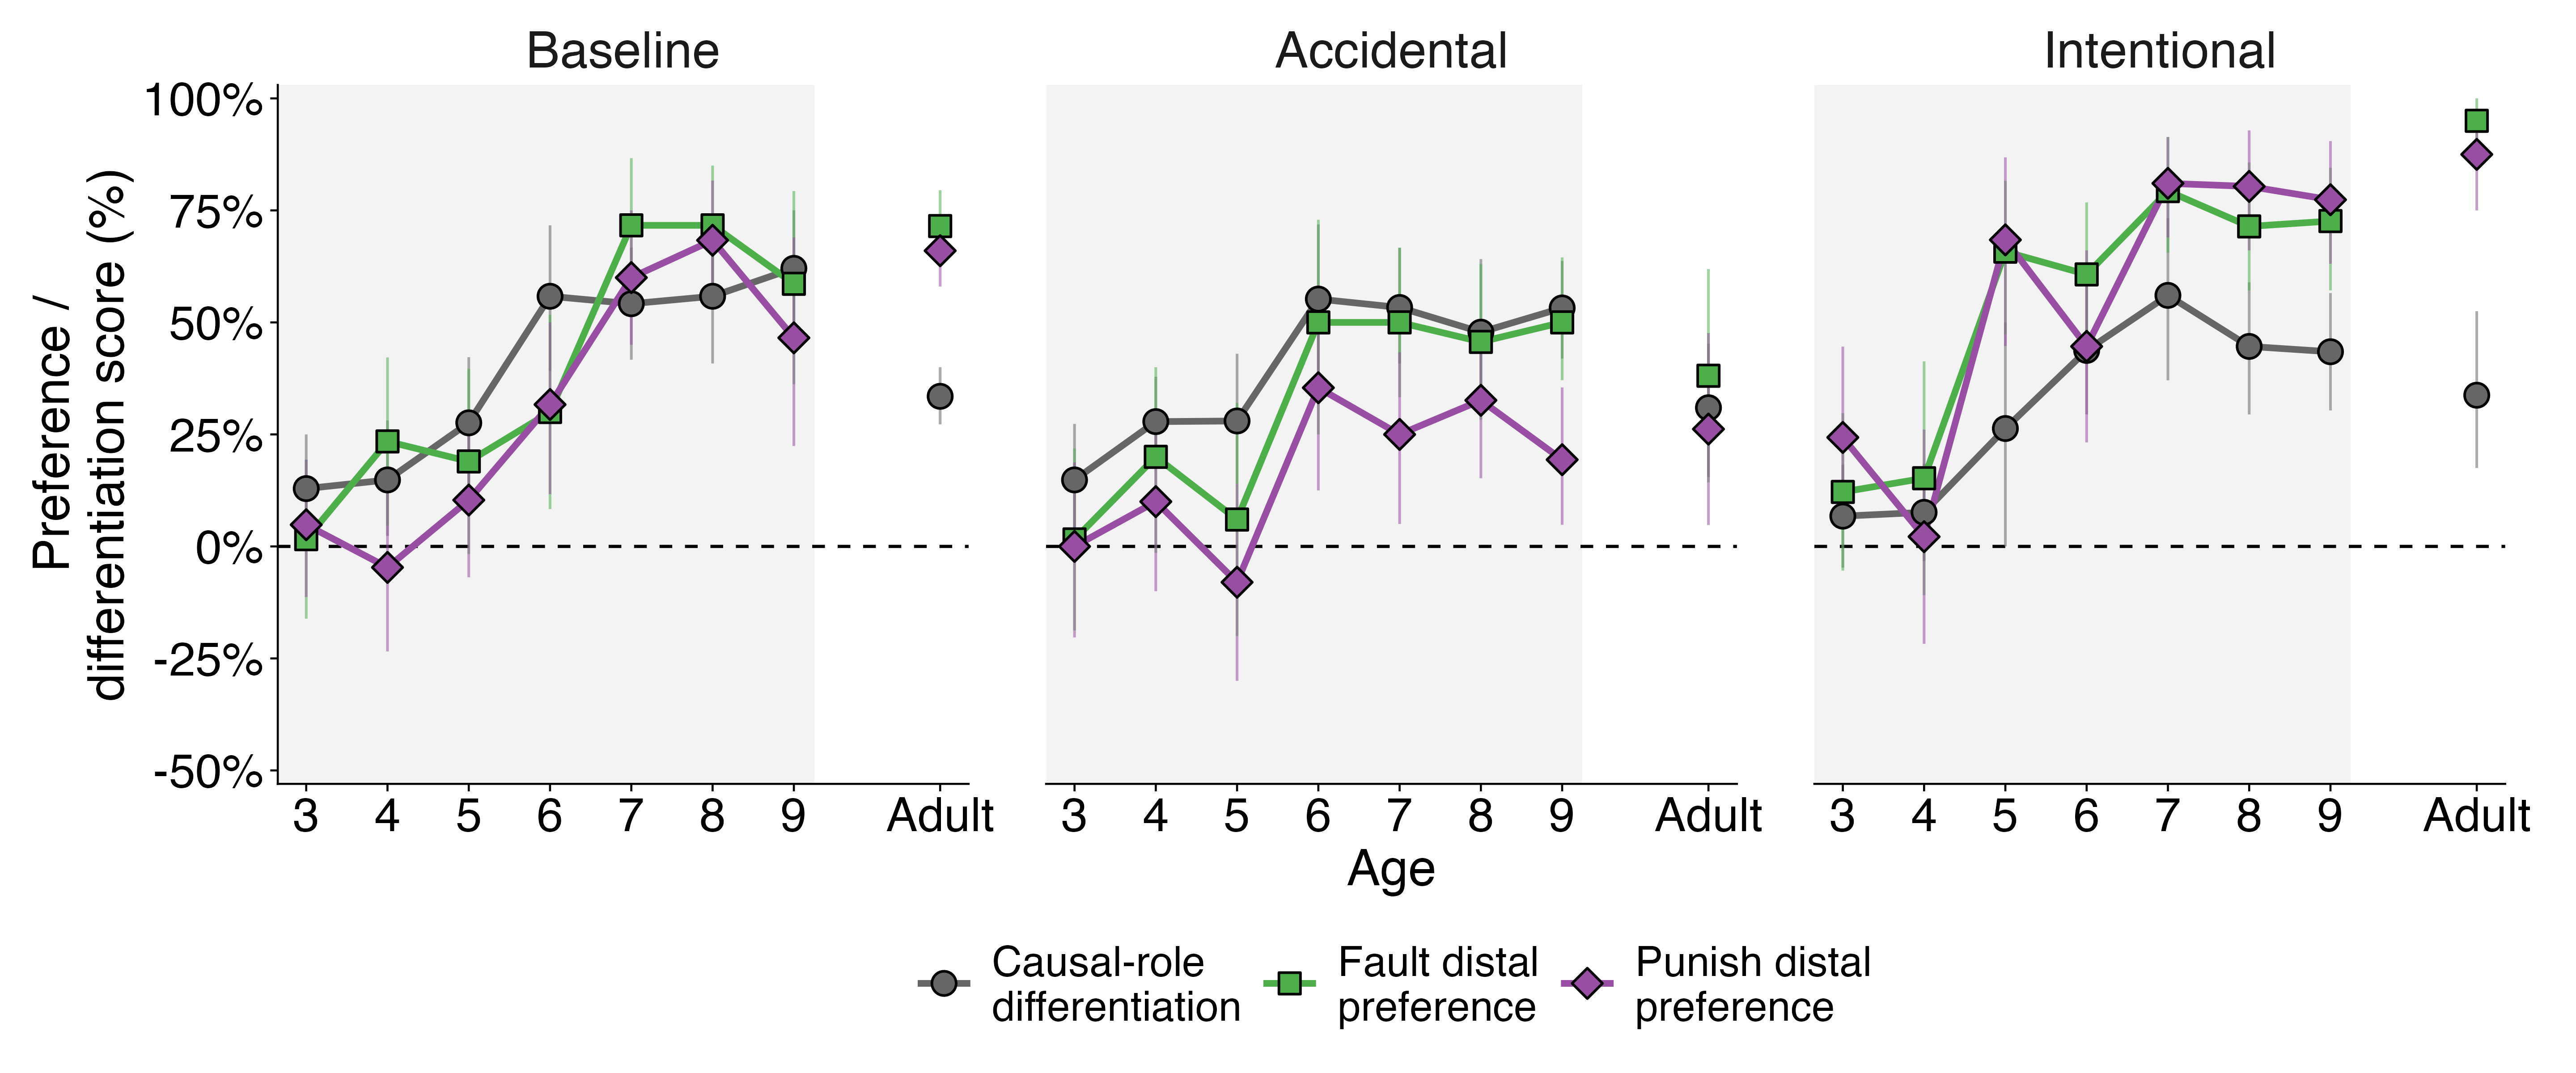 Baseline
Accidental
Intentional
Preference /
differentiation score (%)
100%
75%
50%
25%
0%
-25%
-50%
3 4 5 6 7 8 9 Adult
3 4 5 6 7 8 9 Adult
3 4 5 6 7 8 9 Adult
Age
Causal-role
differentiation
Fault distal
preference
Punish distal
preference